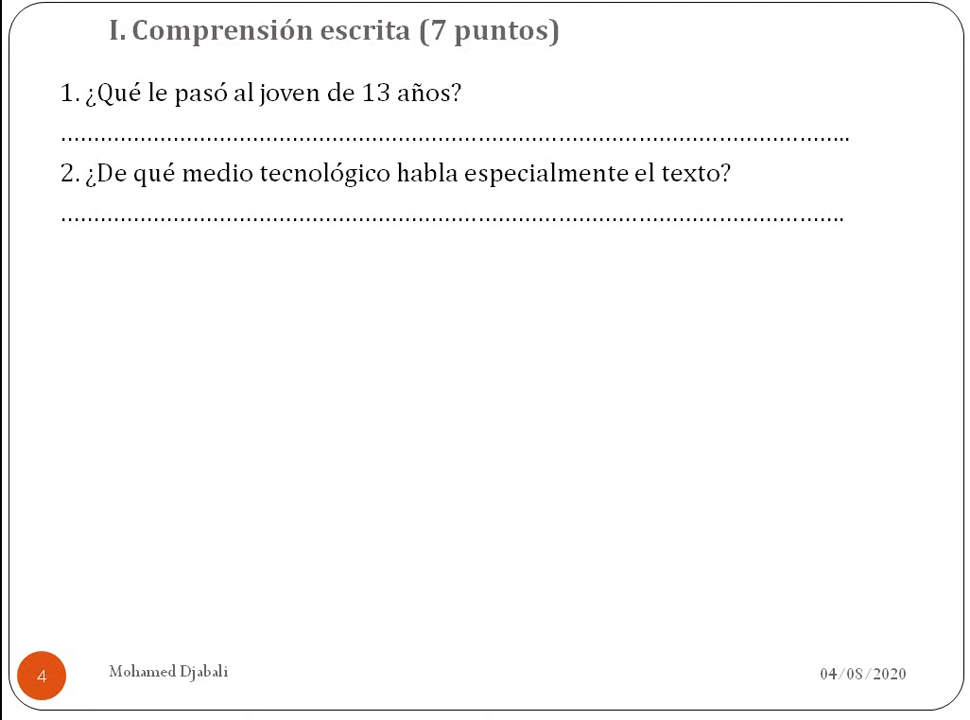 I. Comprensión escrita (7 puntos)
1. ¿Qué le pasó al joven de 13 años?
...............................................................................................................
2. ¿De qué medio tecnológico habla especialmente el texto?
...............................................................................................................
4
Mohamed Djabali
04/08/2020